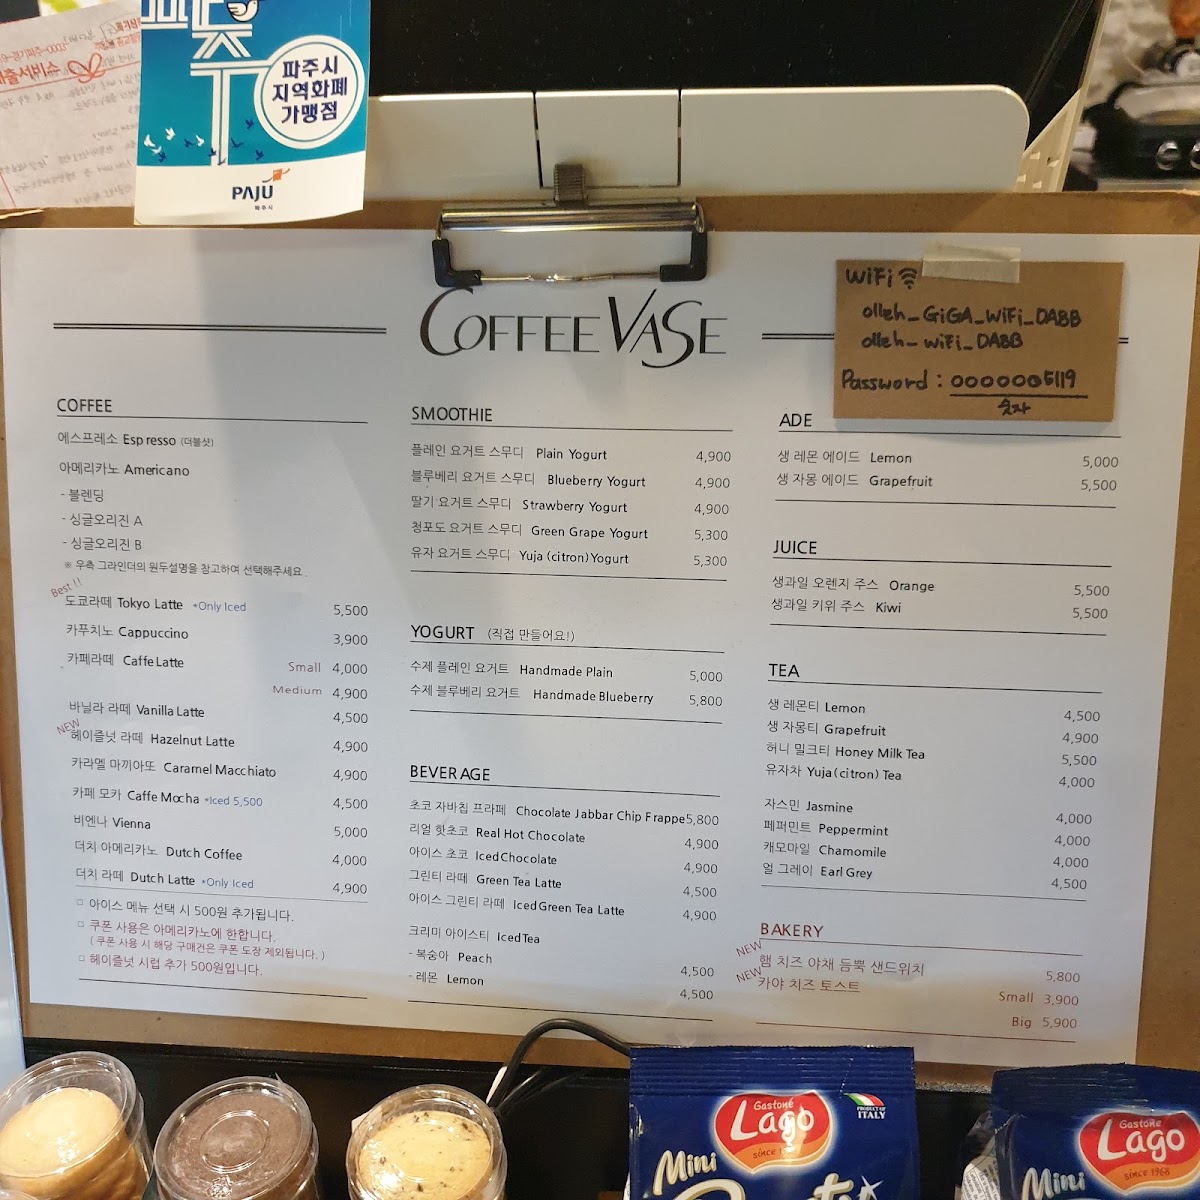 파주시
지역화폐
가맹점
PAJU
파주시
COFFEE VASE
WiFi
olleh_GiGA_WiFi_DABB
olleh_WiFi_DABB
Password : 0000005119
숫자
COFFEE
에스프레소 Espresso (더블샷)
아메리카노 Americano
- 블렌딩
- 싱글오리진 A
- 싱글오리진 B
※ 우측 그라인더의 원두설명을 참고하여 선택해주세요.
Best!!
도쿄라떼 Tokyo Latte *Only Iced 5,500
카푸치노 Cappuccino 3,900
카페라떼 Caffe Latte Small 4,000
Medium 4,900
바닐라 라떼 Vanilla Latte 4,500
NEW
헤이즐넛 라떼 Hazelnut Latte 4,900
카라멜 마끼아또 Caramel Macchiato 4,900
카페 모카 Caffe Mocha *Iced 5,500 4,500
비엔나 Vienna 5,000
더치 아메리카노 Dutch Coffee 4,000
더치 라떼 Dutch Latte *Only Iced 4,900
□ 아이스 메뉴 선택 시 500원 추가됩니다.
□ 쿠폰 사용은 아메리카노에 한합니다.
( 쿠폰 사용 시 해당 구매건은 쿠폰 도장 제외됩니다. )
□ 헤이즐넛 시럽 추가 500원입니다.
SMOOTHIE
플레인 요거트 스무디 Plain Yogurt 4,900
블루베리 요거트 스무디 Blueberry Yogurt 4,900
딸기 요거트 스무디 Strawberry Yogurt 4,900
청포도 요거트 스무디 Green Grape Yogurt 5,300
유자 요거트 스무디 Yuja (citron) Yogurt 5,300
YOGURT (직접 만들어요!)
수제 플레인 요거트 Handmade Plain 5,000
수제 블루베리 요거트 Handmade Blueberry 5,800
BEVERAGE
초코 자바칩 프라페 Chocolate Jabbar Chip Frappe 5,800
리얼 핫초코 Real Hot Chocolate 4,900
아이스 초코 Iced Chocolate 4,900
그린티 라떼 Green Tea Latte 4,500
아이스 그린티 라떼 Iced Green Tea Latte 4,900
크리미 아이스티 Iced Tea
- 복숭아 Peach 4,500
- 레몬 Lemon 4,500
ADE
생 레몬 에이드 Lemon 5,000
생 자몽 에이드 Grapefruit 5,500
JUICE
생과일 오렌지 주스 Orange 5,500
생과일 키위 주스 Kiwi 5,500
TEA
생 레몬티 Lemon 4,500
생 자몽티 Grapefruit 4,900
허니 밀크티 Honey Milk Tea 5,500
유자차 Yuja (citron) Tea 4,000
자스민 Jasmine 4,000
페퍼민트 Peppermint 4,000
캐모마일 Chamomile 4,000
얼 그레이 Earl Grey 4,500
BAKERY
NEW
햄 치즈 야채 듬뿍 샌드위치 5,800
NEW
카야 치즈 토스트 Small 3,900
Big 5,900
Gastone
Lago
Mini
PRODUCT OF
ITALY
Gastone
Lago
since 1968
Mini